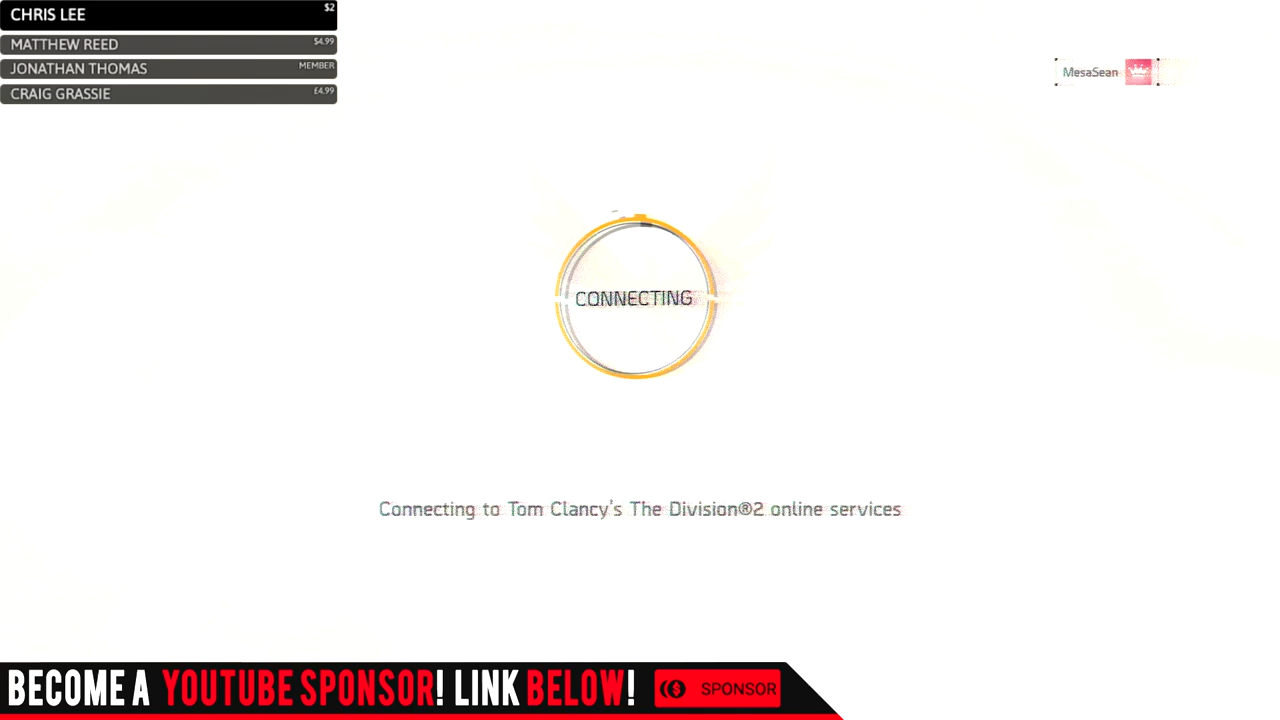 CHRIS LEE $2
MATTHEW REED $4.99
JONATHAN THOMAS MEMBER
CRAIG GRASSIE £4.99
MesaSean
CONNECTING
Connecting to Tom Clancy's The Division®2 online services
BECOME A YOUTUBE SPONSOR! LINK BELOW! SPONSOR